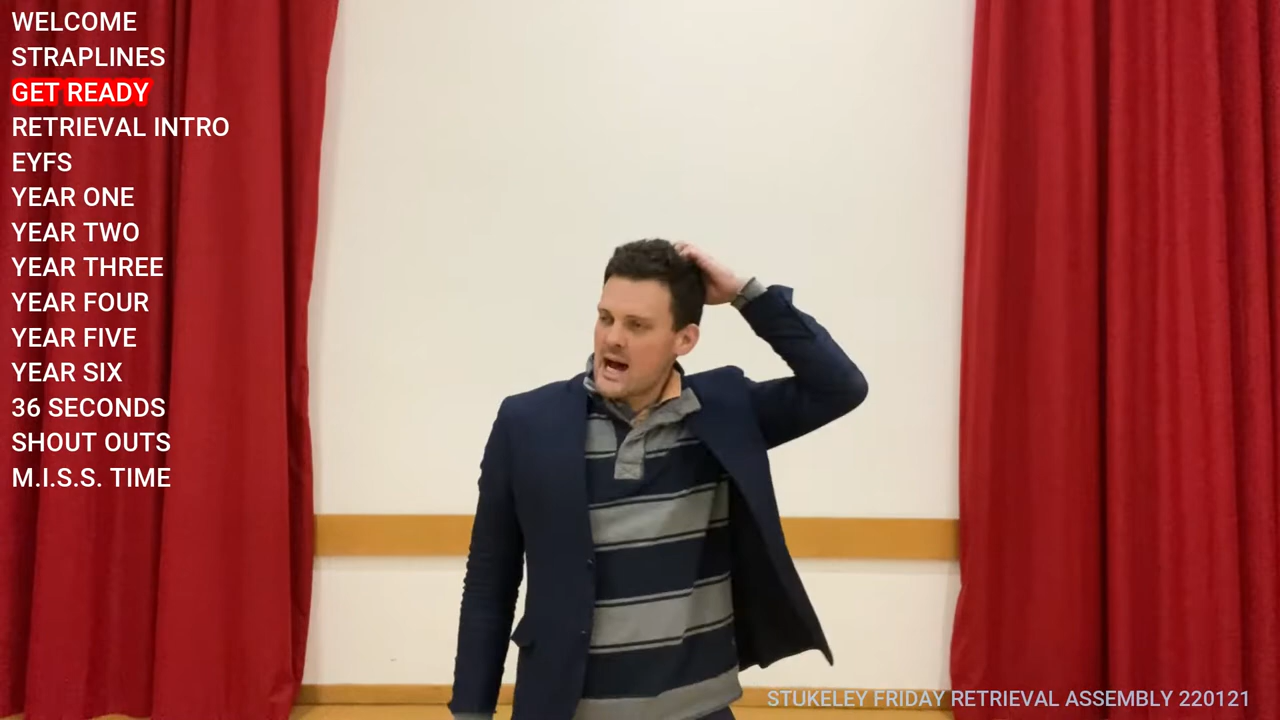 WELCOME
STRAPLINES
GET READY
RETRIEVAL INTRO
EYFS
YEAR ONE
YEAR TWO
YEAR THREE
YEAR FOUR
YEAR FIVE
YEAR SIX
36 SECONDS
SHOUT OUTS
M.I.S.S. TIME
STUKELEY FRIDAY RETRIEVAL ASSEMBLY 220121